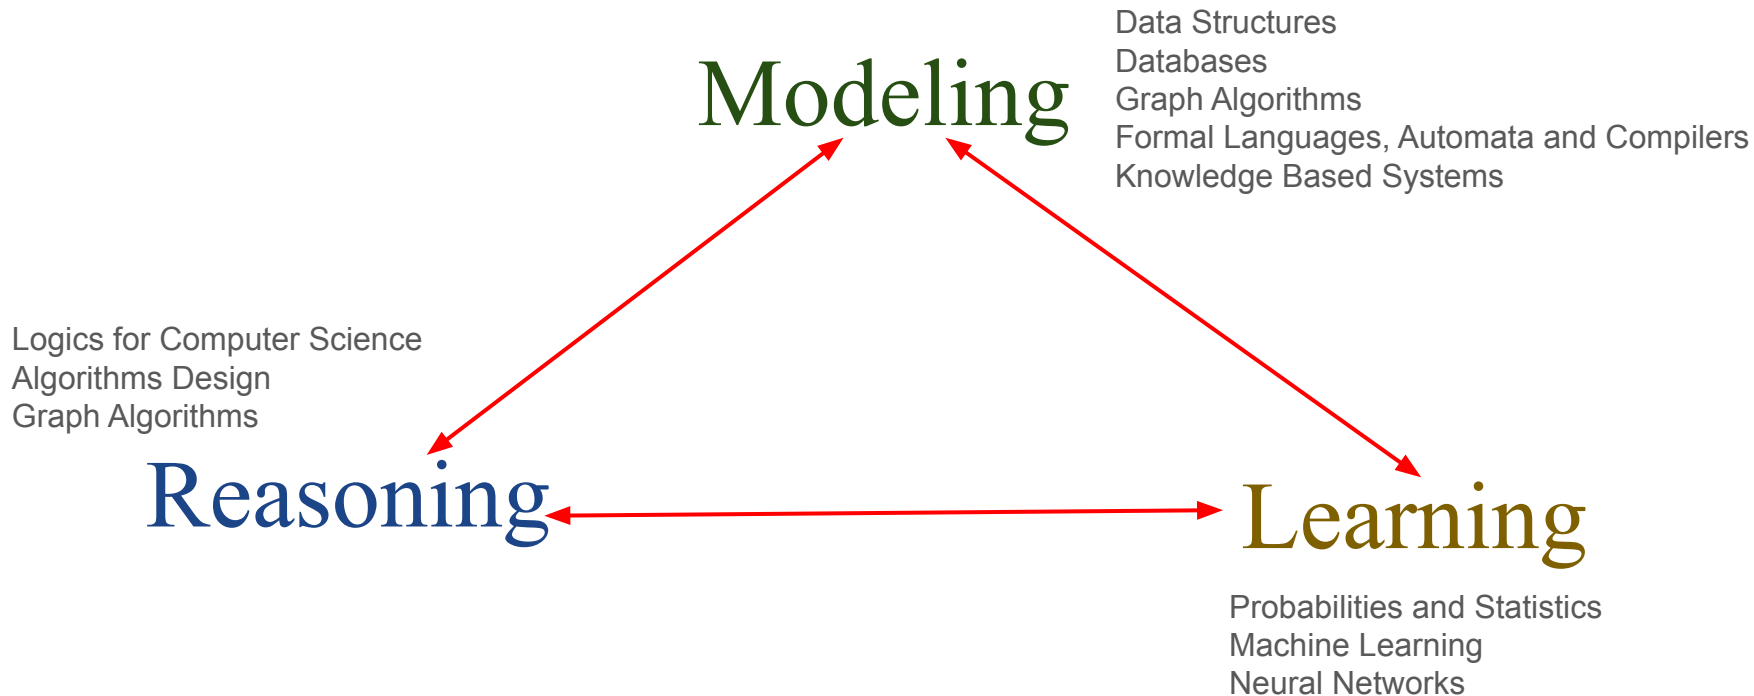 Modeling
Data Structures
Databases
Graph Algorithms
Formal Languages, Automata and Compilers
Knowledge Based Systems
Logics for Computer Science
Algorithms Design
Graph Algorithms
Reasoning
Learning
Probabilities and Statistics
Machine Learning
Neural Networks